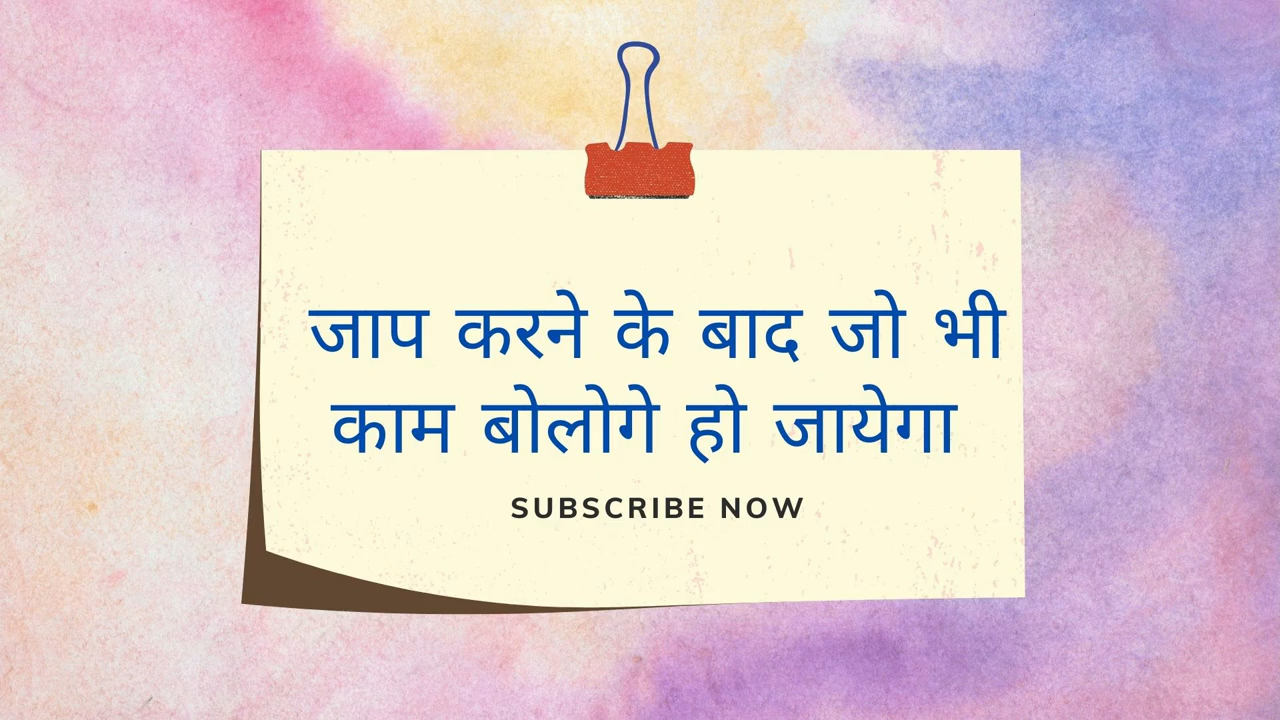 जाप करने के बाद जो भी
काम बोलोगे हो जायेगा
SUBSCRIBE NOW